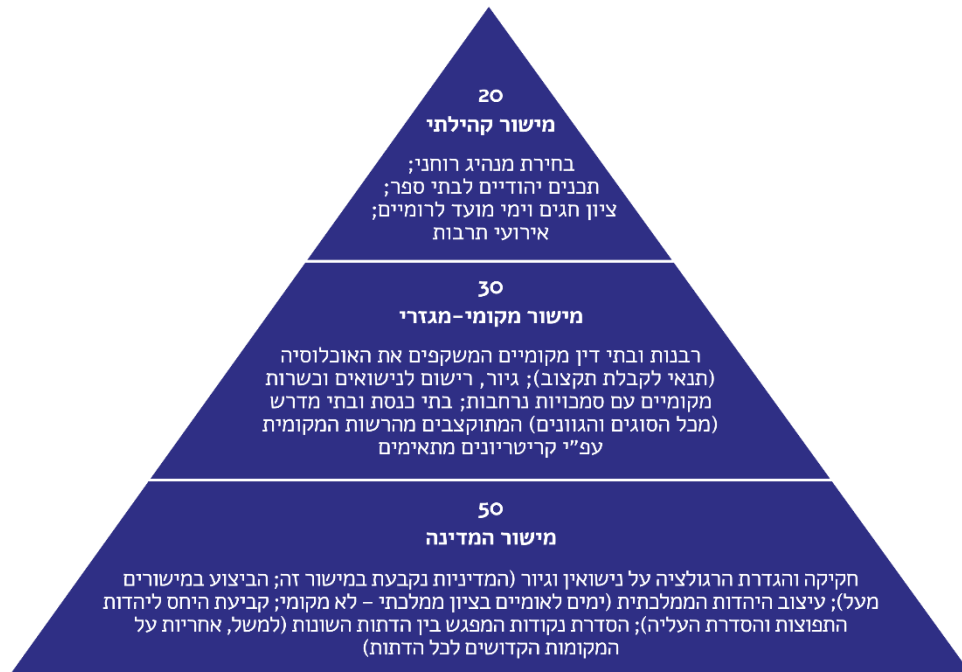 20
מישור קהילתי
בחירת מנהיג רוחני;
תכנים יהודיים לבתי ספר;
ציון חגים וימי מועד לרומיים;
אירועי תרבות
30
מישור מקומי-מגזרי
רבנות ובתי דין מקומיים המשקפים את האוכלוסיה
(תנאי לקבלת תקצוב); גיור, רישום לנישואים וכשרות
מקומיים עם סמכויות נרחבות; בתי כנסת ובתי מדרש
(מכל הסוגים והגוונים) המתוקצבים מהרשות המקומית
עפ״י קריטריונים מתאימים
50
מישור המדינה
חקיקה והגדרת הרגולציה על נישואין וגיור (המדיניות נקבעת במישור זה; הביצוע במישורים
מעל); עיצוב היהדות הממלכתית (ימים לאומיים בציון ממלכתי – לא מקומי; קביעת היחס ליהדות
התפוצות והסדרת העליה); הסדרת נקודות המפגש בין הדתות השונות (למשל, אחריות על
המקומות הקדושים לכל הדתות)